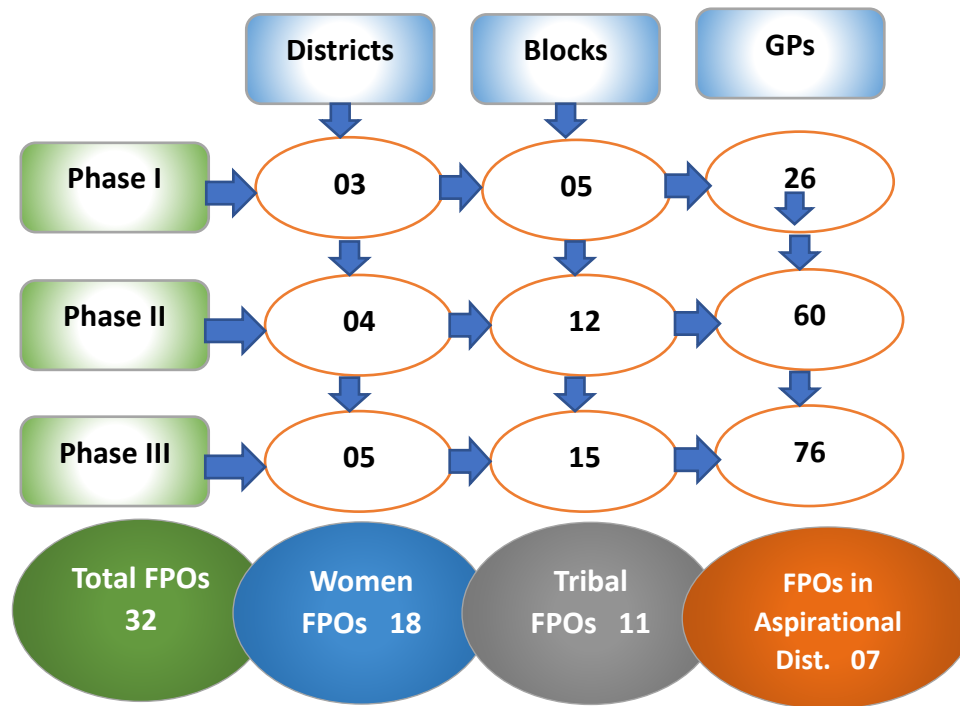 Districts
Blocks
GPs
Phase I
03
05
26
Phase II
04
12
60
Phase III
05
15
76
Total FPOs
32
Women
FPOs 18
Tribal
FPOs 11
FPOs in
Aspirational
Dist. 07